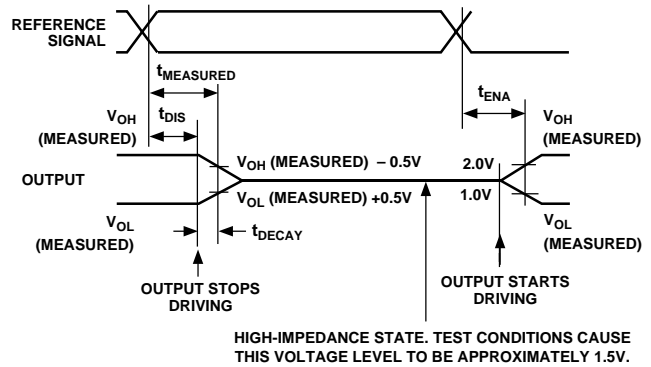 REFERENCE
SIGNAL
tMEASURED
tDIS
tENA
VOH
(MEASURED)
VOH
(MEASURED)
VOH (MEASURED) – 0.5V
2.0V
OUTPUT
VOL (MEASURED) +0.5V
1.0V
VOL
(MEASURED)
tDECAY
VOL
(MEASURED)
OUTPUT STOPS
DRIVING
OUTPUT STARTS
DRIVING
HIGH-IMPEDANCE STATE. TEST CONDITIONS CAUSE
THIS VOLTAGE LEVEL TO BE APPROXIMATELY 1.5V.